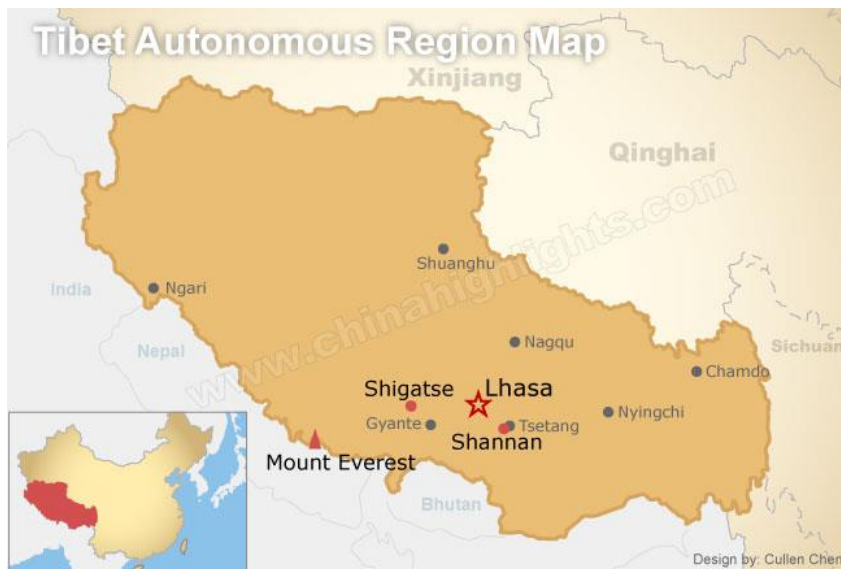 Tibet Autonomous Region Map
Xinjiang
Qinghai
www.chinahighlights.com
Shuanghu
India
Ngari
Nepal
Nagqu
Sichuan
Chamdo
Shigatse
Lhasa
Nyingchi
Gyante
Tsetang
Shannan
Mount Everest
Bhutan
Design by: Cullen Chen